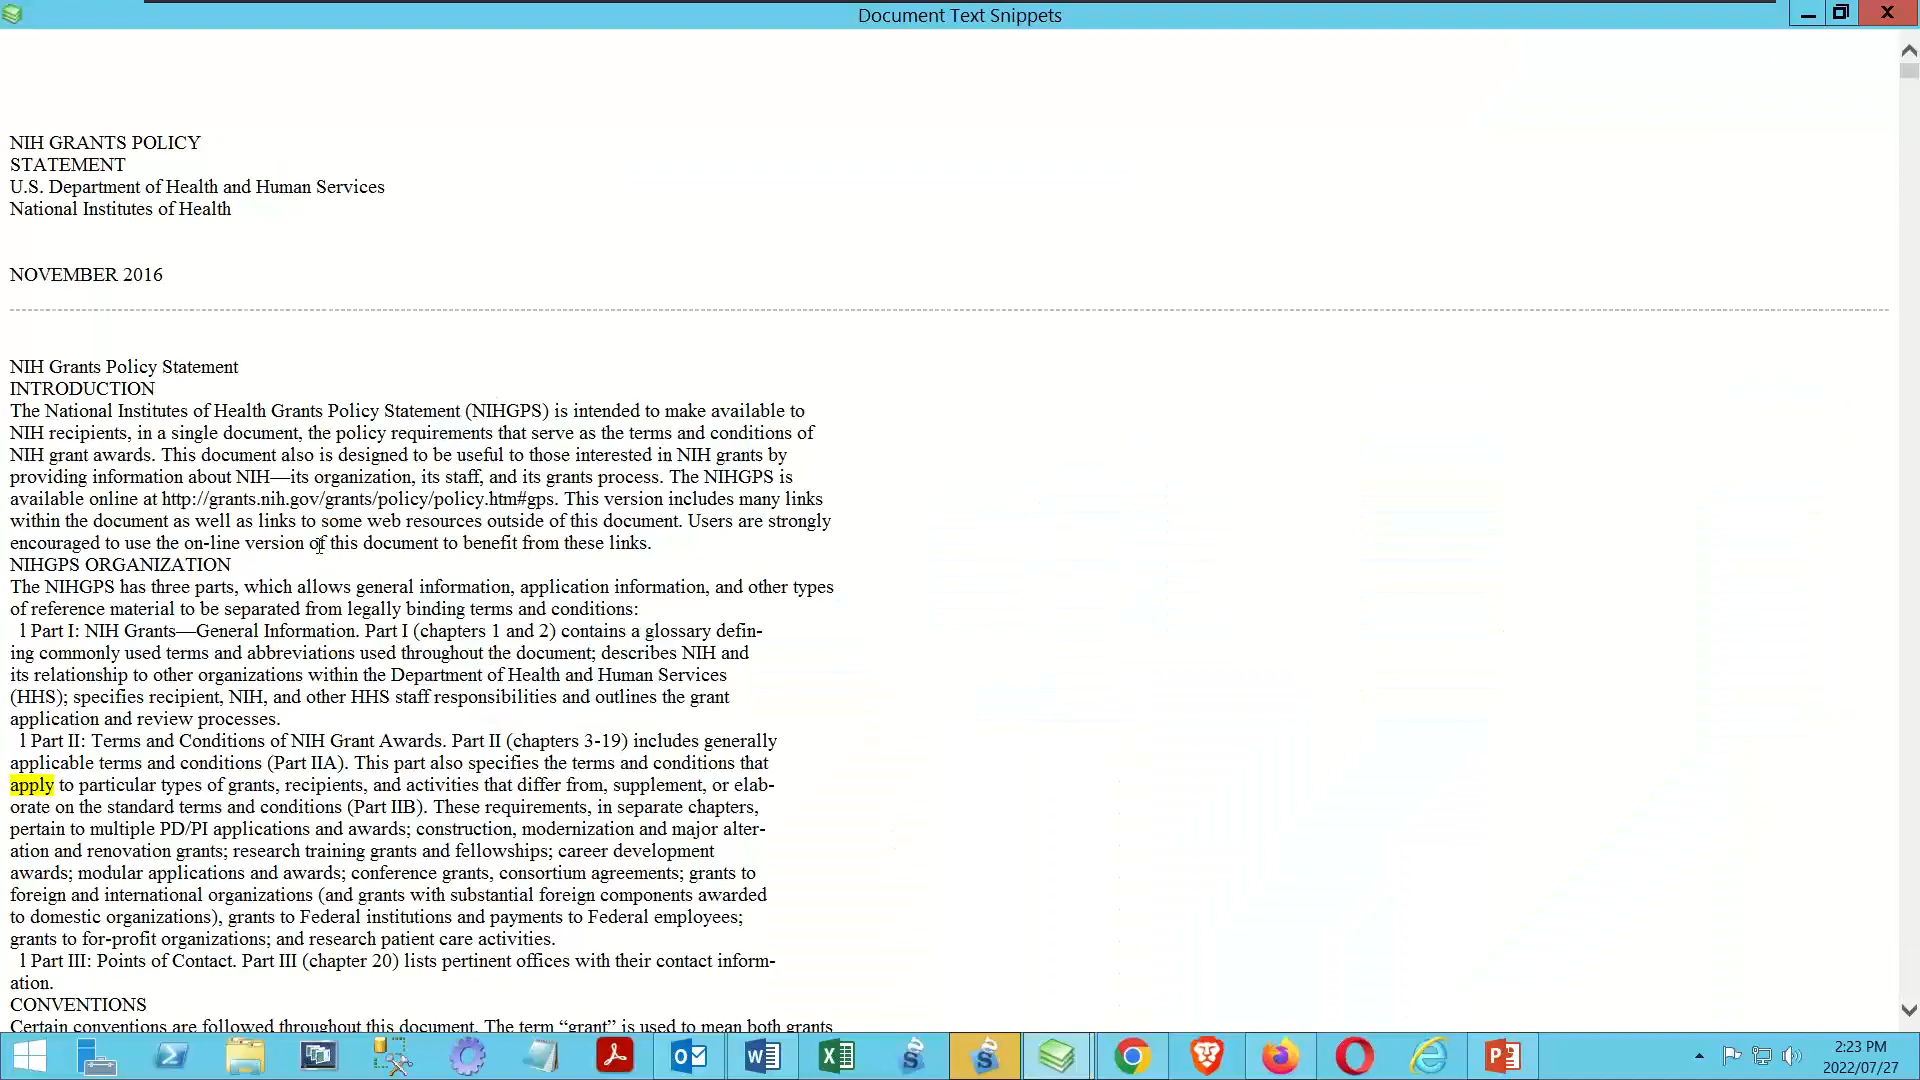 Document Text Snippets
NIH GRANTS POLICY
STATEMENT
U.S. Department of Health and Human Services
National Institutes of Health
NOVEMBER 2016
NIH Grants Policy Statement
INTRODUCTION
The National Institutes of Health Grants Policy Statement (NIHGPS) is intended to make available to
NIH recipients, in a single document, the policy requirements that serve as the terms and conditions of
NIH grant awards. This document also is designed to be useful to those interested in NIH grants by
providing information about NIH—its organization, its staff, and its grants process. The NIHGPS is
available online at http://grants.nih.gov/grants/policy/policy.htm#gps. This version includes many links
within the document as well as links to some web resources outside of this document. Users are strongly
encouraged to use the on-line version of this document to benefit from these links.
NIHGPS ORGANIZATION
The NIHGPS has three parts, which allows general information, application information, and other types
of reference material to be separated from legally binding terms and conditions:
l Part I: NIH Grants—General Information. Part I (chapters 1 and 2) contains a glossary defin-
ing commonly used terms and abbreviations used throughout the document; describes NIH and
its relationship to other organizations within the Department of Health and Human Services
(HHS); specifies recipient, NIH, and other HHS staff responsibilities and outlines the grant
application and review processes.
l Part II: Terms and Conditions of NIH Grant Awards. Part II (chapters 3-19) includes generally
applicable terms and conditions (Part IIA). This part also specifies the terms and conditions that
apply to particular types of grants, recipients, and activities that differ from, supplement, or elab-
orate on the standard terms and conditions (Part IIB). These requirements, in separate chapters,
pertain to multiple PD/PI applications and awards; construction, modernization and major alter-
ation and renovation grants; research training grants and fellowships; career development
awards; modular applications and awards; conference grants, consortium agreements; grants to
foreign and international organizations (and grants with substantial foreign components awarded
to domestic organizations), grants to Federal institutions and payments to Federal employees;
grants to for-profit organizations; and research patient care activities.
l Part III: Points of Contact. Part III (chapter 20) lists pertinent offices with their contact inform-
ation.
CONVENTIONS
Certain conventions are followed throughout this document. The term “grant” is used to mean both grants
2:23 PM
2022/07/27